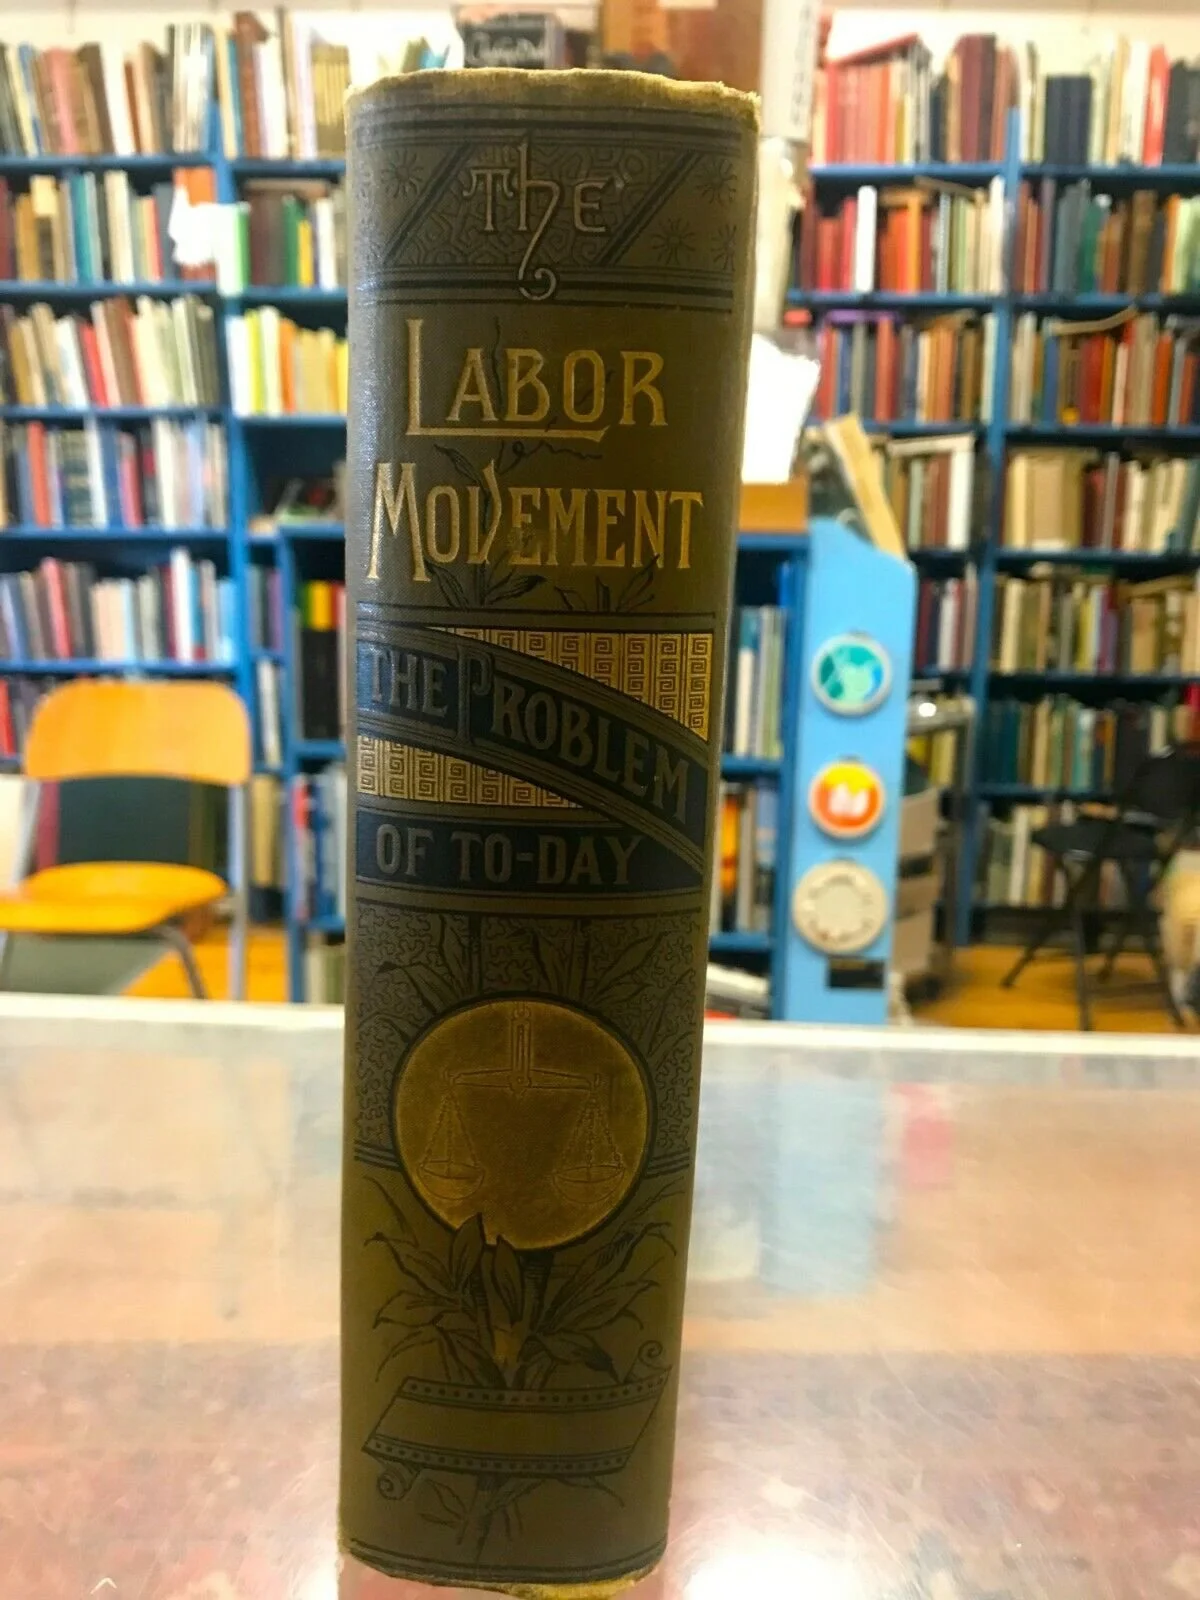 The
LABOR
MOVEMENT
THE PROBLEM
OF TO-DAY